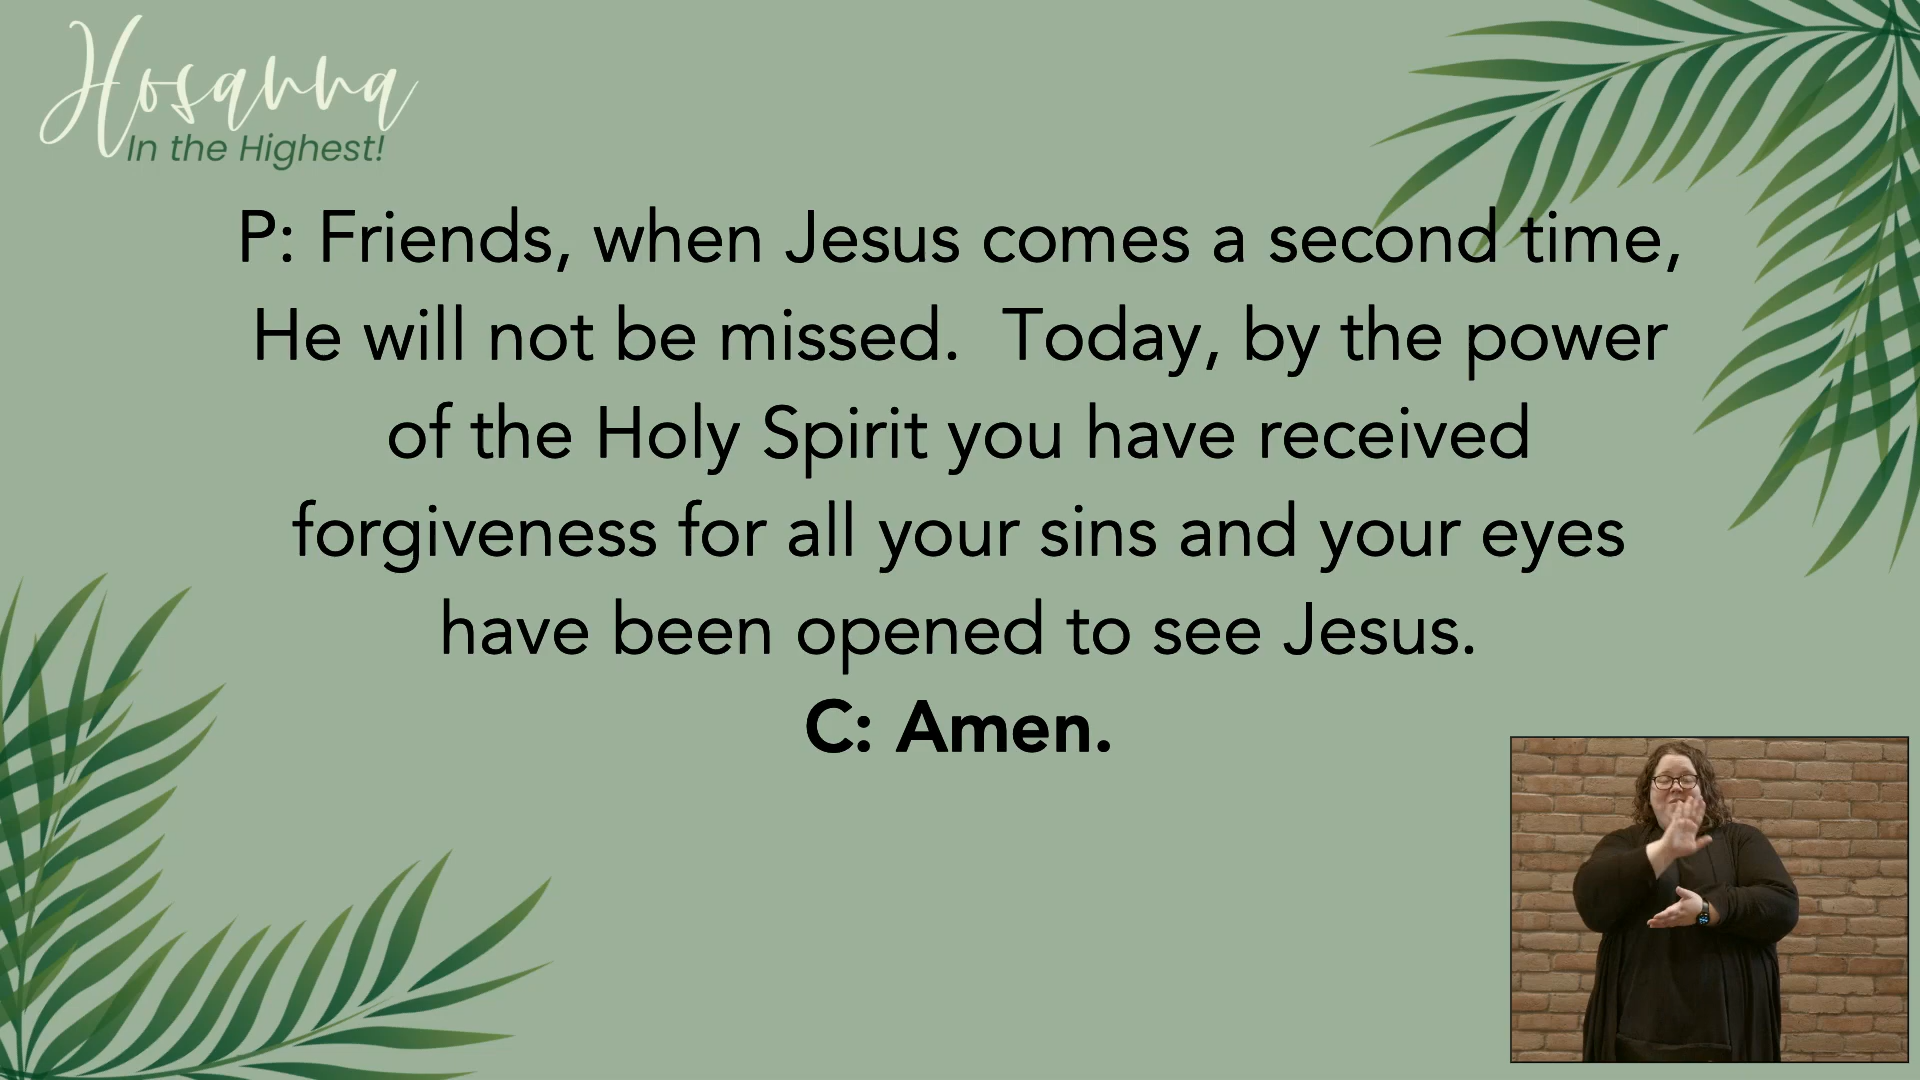 Hosanna
In the Highest!
P: Friends, when Jesus comes a second time,
He will not be missed.  Today, by the power
of the Holy Spirit you have received
forgiveness for all your sins and your eyes
have been opened to see Jesus.
C: Amen.